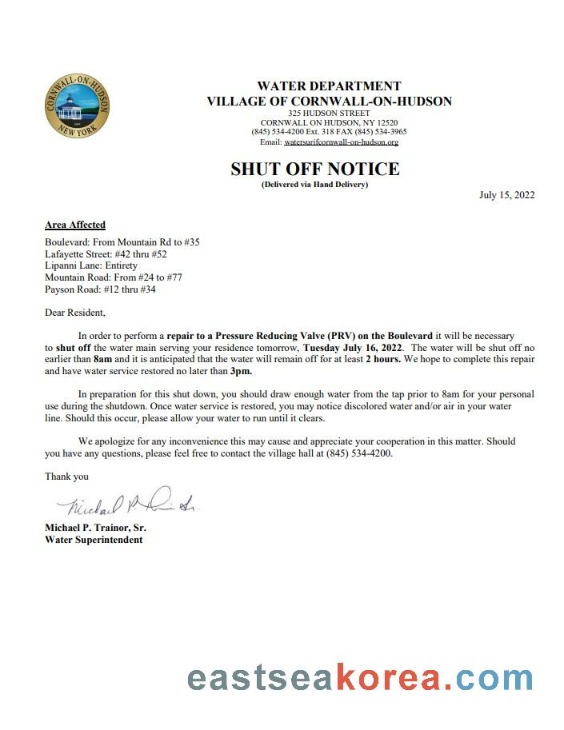 CORNWALL-ON-HUDSON
NEW YORK
WATER DEPARTMENT
VILLAGE OF CORNWALL-ON-HUDSON
325 HUDSON STREET
CORNWALL ON HUDSON, NY 12520
(845) 534-4200 Ext. 318 FAX (845) 534-3965
Email: watersurifcornwall-on-hudson.org
SHUT OFF NOTICE
(Delivered via Hand Delivery)
July 15, 2022
Area Affected
Boulevard: From Mountain Rd to #35
Lafayette Street: #42 thru #52
Lipanni Lane: Entirety
Mountain Road: From #24 to #77
Payson Road: #12 thru #34
Dear Resident,
In order to perform a repair to a Pressure Reducing Valve (PRV) on the Boulevard it will be necessary
to shut off the water main serving your residence tomorrow, Tuesday July 16, 2022. The water will be shut off no
earlier than 8am and it is anticipated that the water will remain off for at least 2 hours. We hope to complete this repair
and have water service restored no later than 3pm.
In preparation for this shut down, you should draw enough water from the tap prior to 8am for your personal
use during the shutdown. Once water service is restored, you may notice discolored water and/or air in your water
line. Should this occur, please allow your water to run until it clears.
We apologize for any inconvenience this may cause and appreciate your cooperation in this matter. Should
you have any questions, please feel free to contact the village hall at (845) 534-4200.
Thank you
Michael P.
Michael P. Trainor, Sr.
Water Superintendent
eastseakorea.com